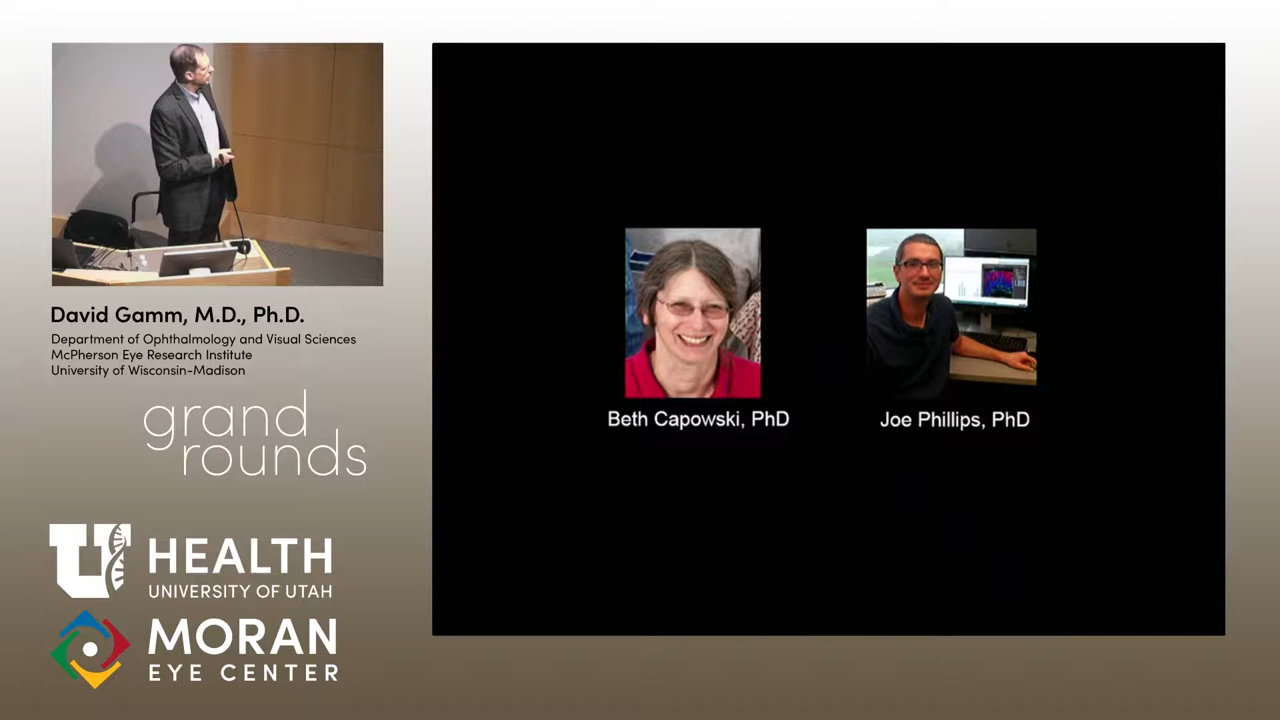 David Gamm, M.D., Ph.D.
Department of Ophthalmology and Visual Sciences
McPherson Eye Research Institute
University of Wisconsin-Madison
grand
rounds
U HEALTH
UNIVERSITY OF UTAH
MORAN
EYE CENTER
Beth Capowski, PhD
Joe Phillips, PhD